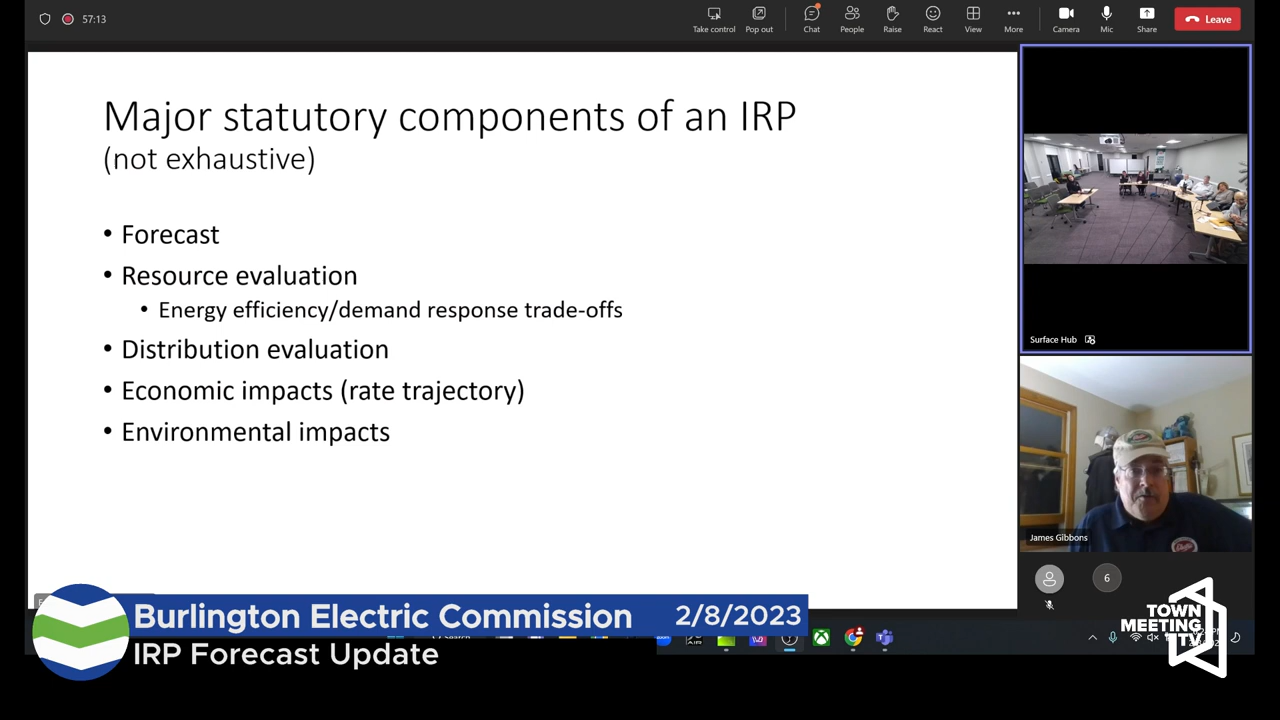 57:13
Take control
Pop out
Chat
People
Raise
React
View
More
Camera
Mic
Share
Leave
Major statutory components of an IRP
(not exhaustive)
• Forecast
• Resource evaluation
• Energy efficiency/demand response trade-offs
• Distribution evaluation
• Economic impacts (rate trajectory)
• Environmental impacts
Surface Hub
James Gibbons
6
Burlington Electric Commission 2/8/2023
IRP Forecast Update
TOWN
MEETING
TV